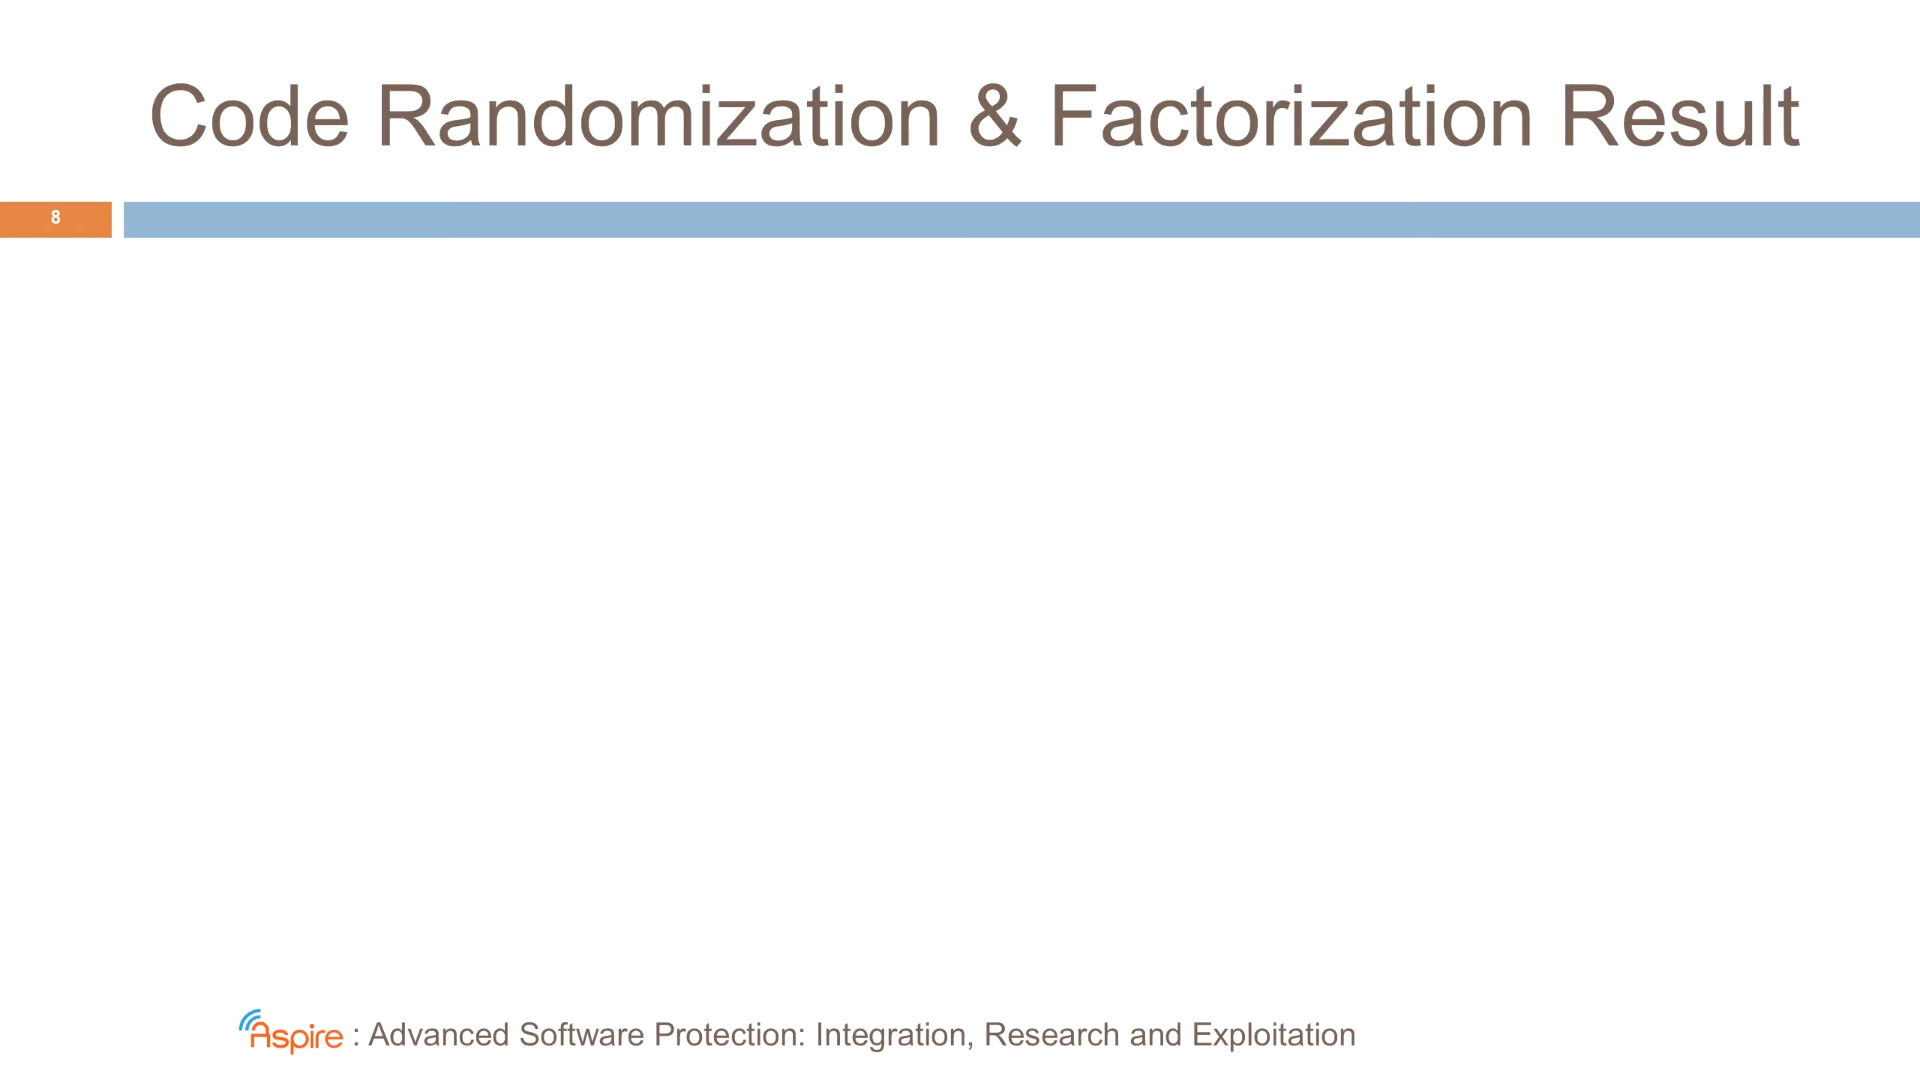 Code Randomization & Factorization Result
8
Aspire : Advanced Software Protection: Integration, Research and Exploitation